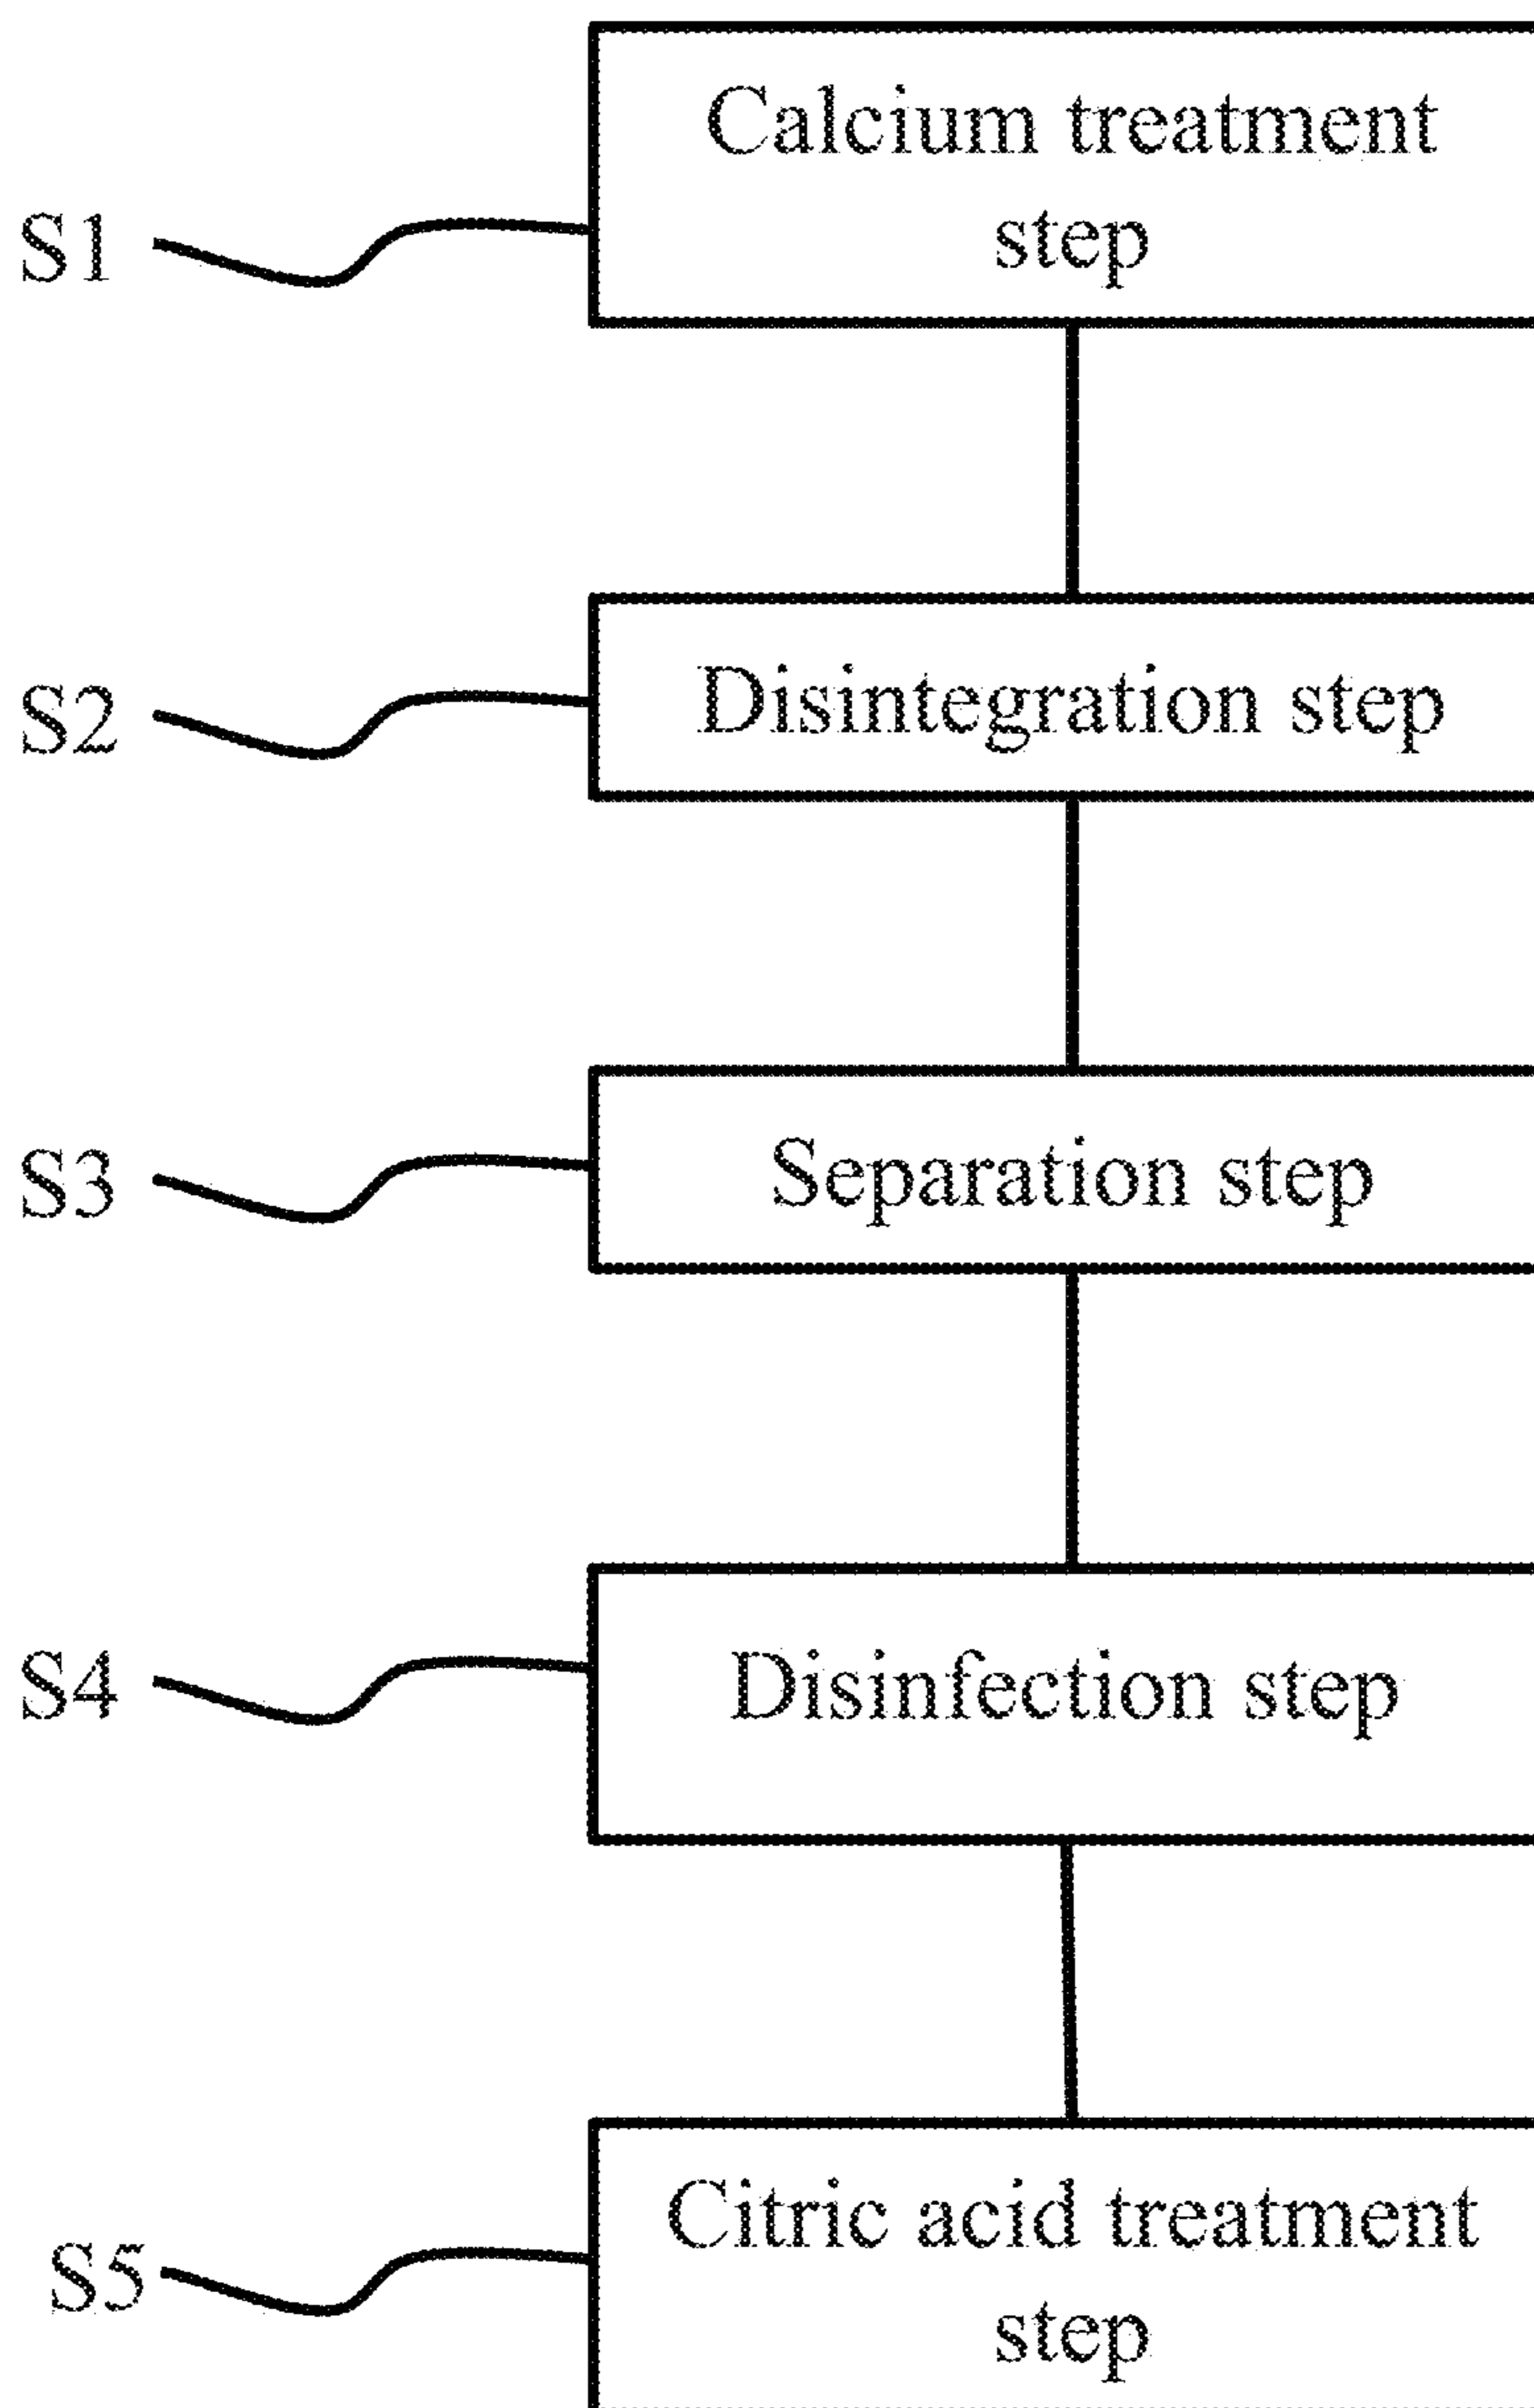 Calcium treatment
step
S1
Disintegration step
S2
Separation step
S3
Disinfection step
S4
Citric acid treatment
step
S5